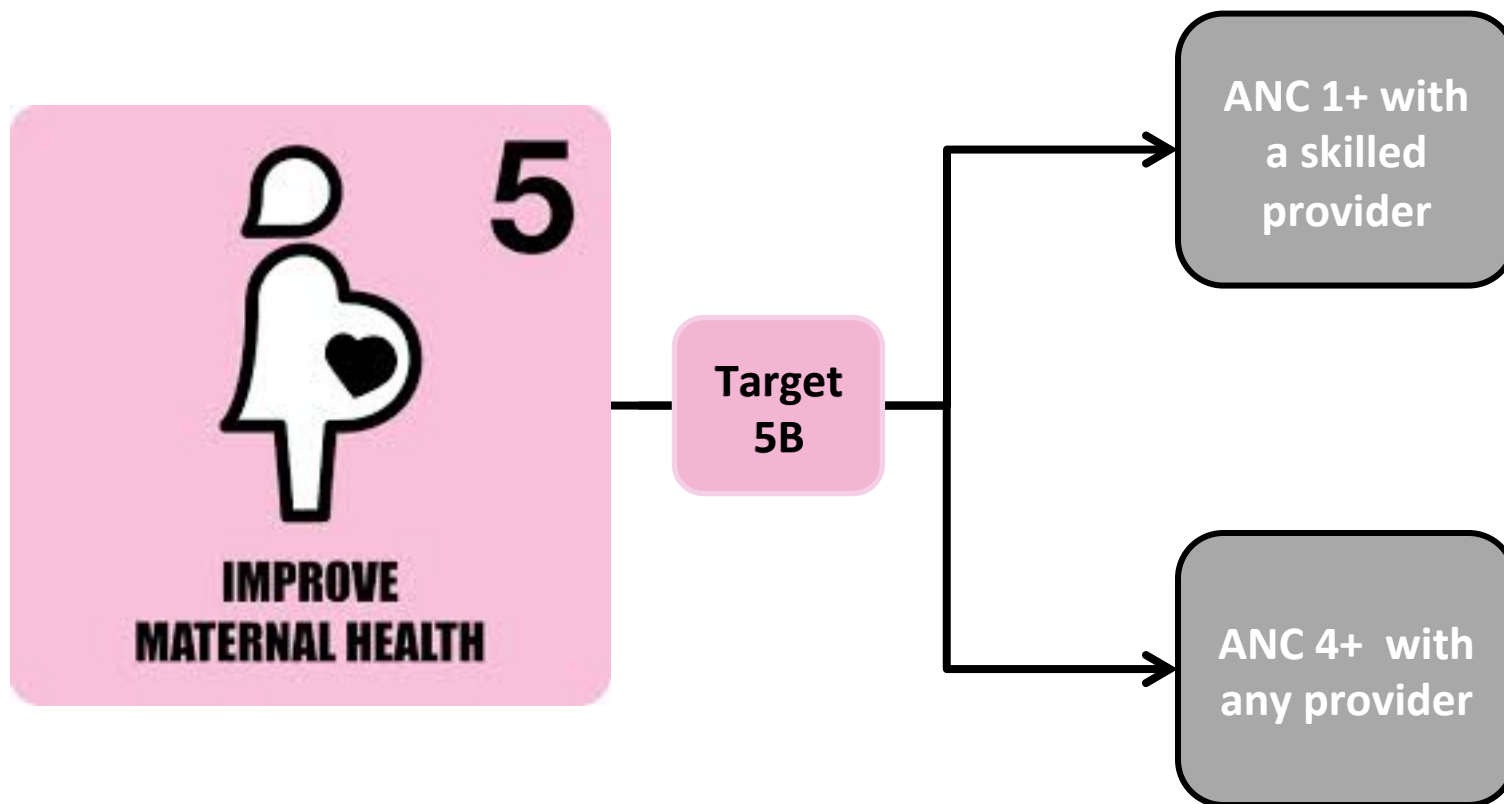 5
IMPROVE
MATERNAL HEALTH
Target
5B
ANC 1+ with
a skilled
provider
ANC 4+ with
any provider